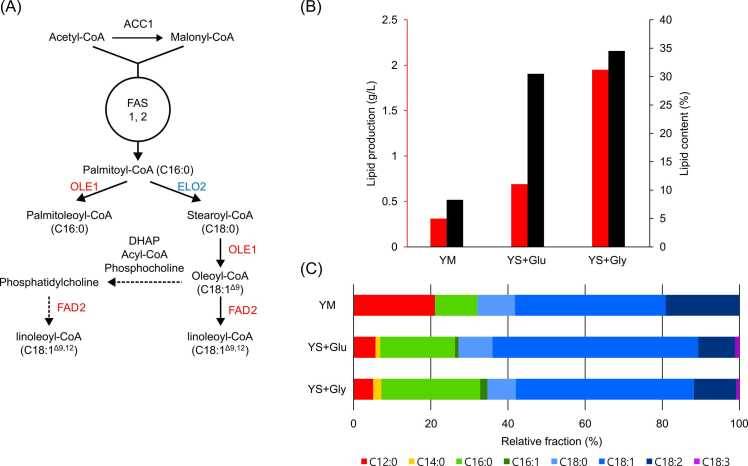 (A)
ACC1
Acetyl-CoA
Malonyl-CoA
FAS
1, 2
Palmitoyl-CoA (C16:0)
OLE1
ELO2
Palmitoleoyl-CoA
(C16:0)
Stearoyl-CoA
(C18:0)
DHAP
Acyl-CoA
Phosphocholine
OLE1
Phosphatidylcholine
Oleoyl-CoA
(C18:1Δ9)
FAD2
FAD2
linoleoyl-CoA
(C18:1Δ9,12)
linoleoyl-CoA
(C18:1Δ9,12)
(B)
Lipid production (g/L)
2.5
2
1.5
1
0.5
0
40
35
30
25
20
15
10
5
0
Lipid content (%)
YM
YS+Glu
YS+Gly
(C)
YM
YS+Glu
YS+Gly
0
20
40
60
80
100
Relative fraction (%)
C12:0
C14:0
C16:0
C16:1
C18:0
C18:1
C18:2
C18:3